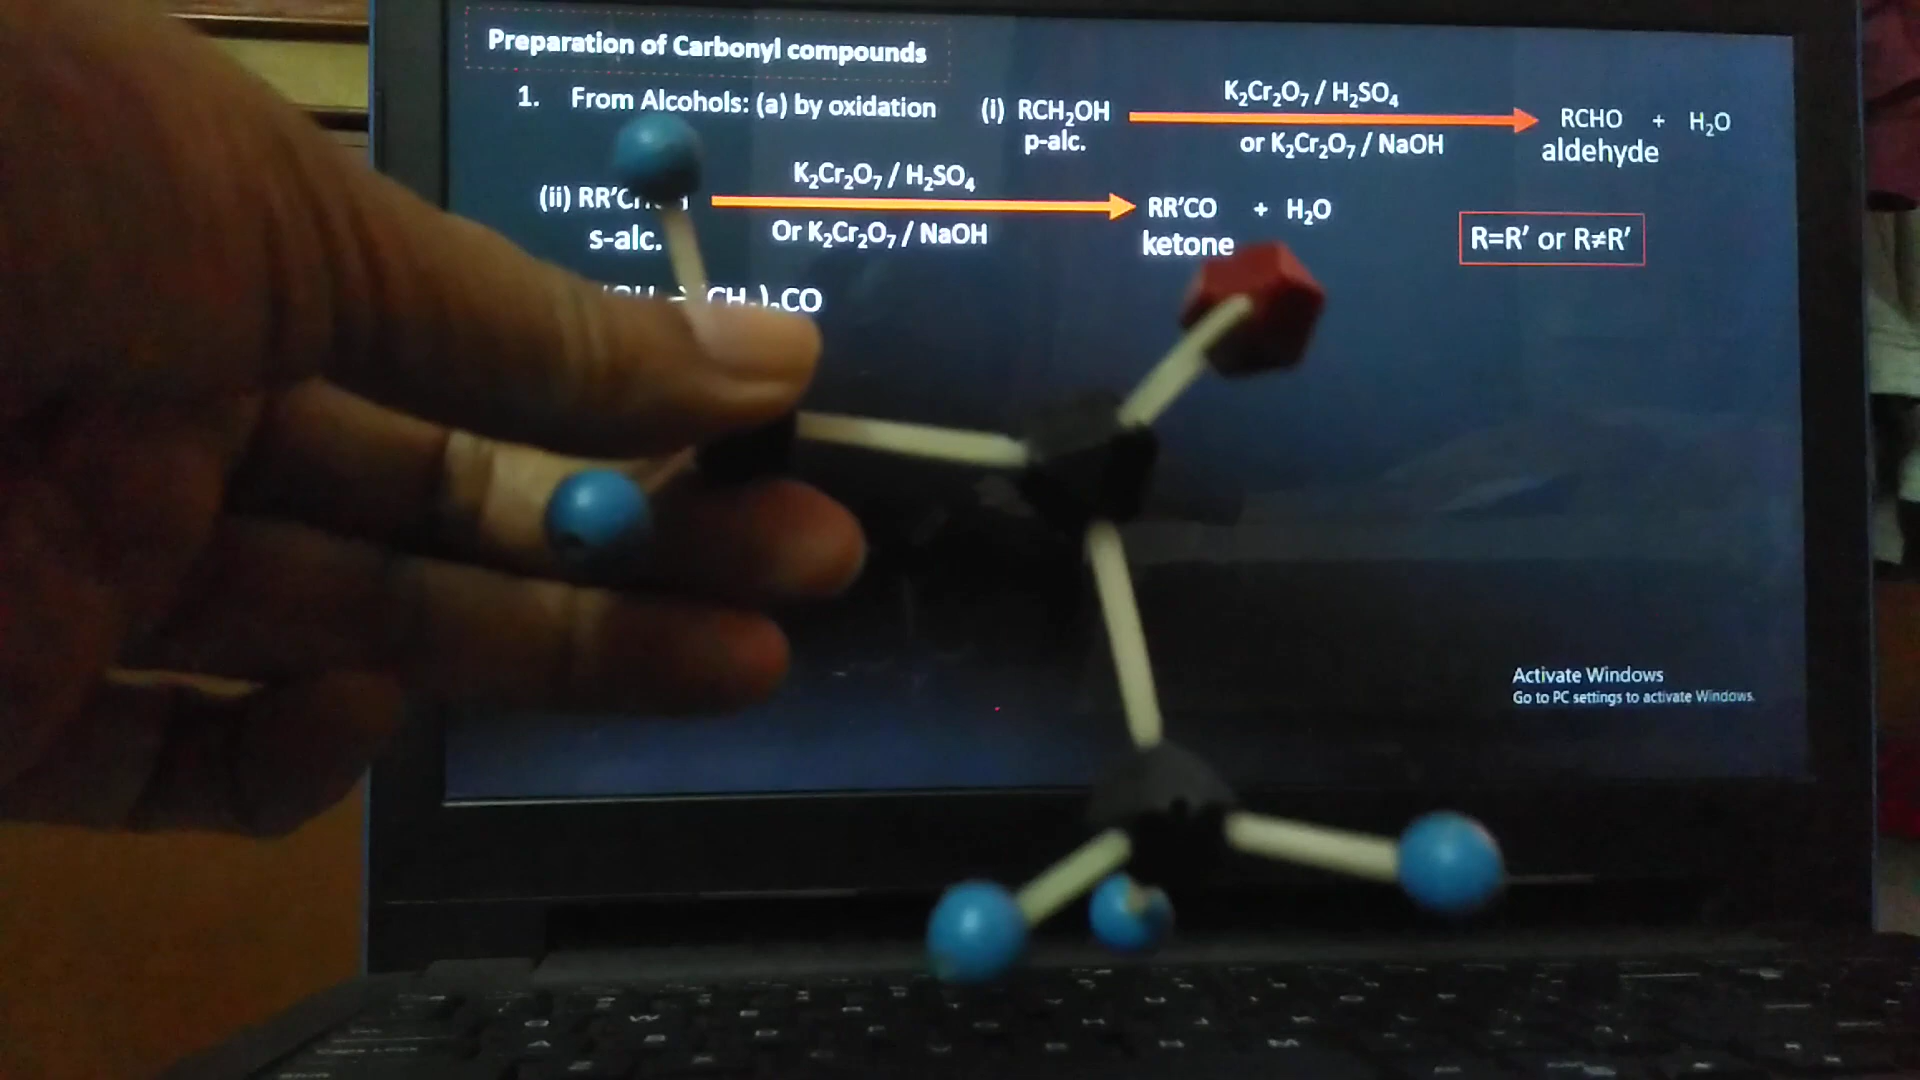 Preparation of Carbonyl compounds
1. From Alcohols: (a) by oxidation (i) RCH₂OH K₂Cr₂O₇ / H₂SO₄ RCHO + H₂O
p-alc. or K₂Cr₂O₇ / NaOH aldehyde
(ii) K₂Cr₂O₇ / H₂SO₄ RR’CO + H₂O
s-alc. Or K₂Cr₂O₇ / NaOH ketone R=R’ or R≠R’
CO
Activate Windows
Go to PC settings to activate Windows.